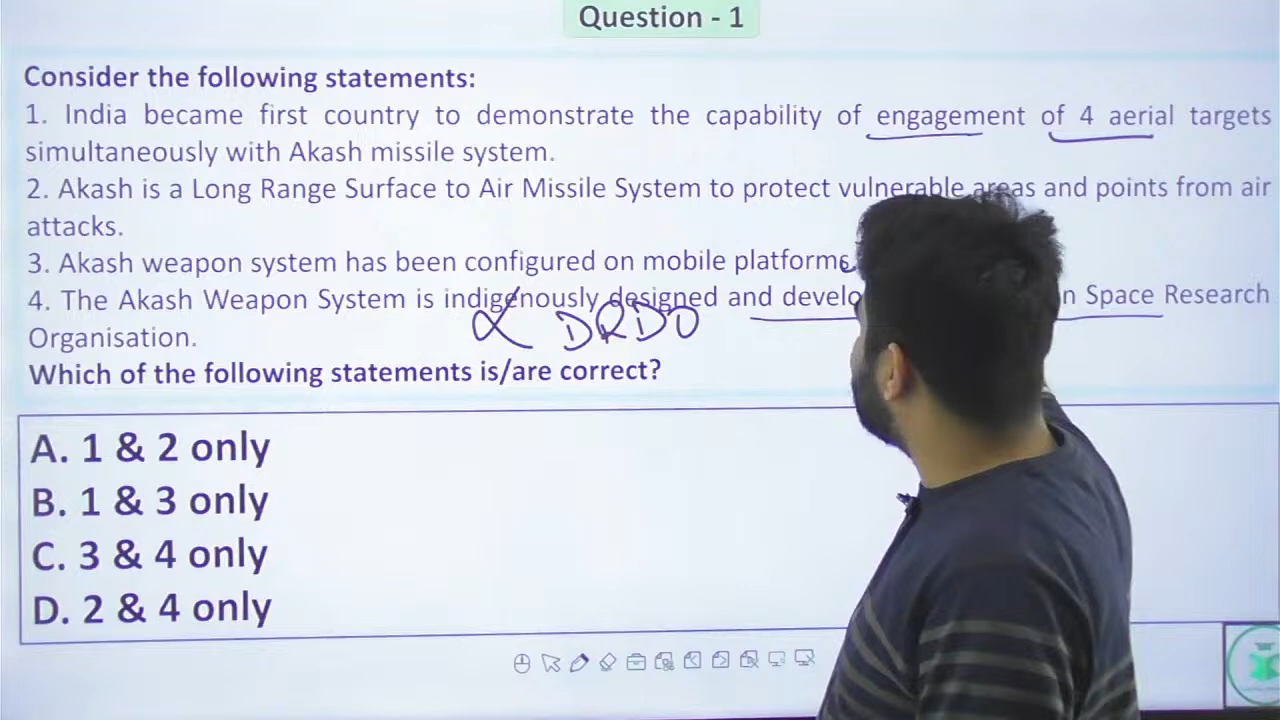 Question - 1
Consider the following statements:
1. India became first country to demonstrate the capability of engagement of 4 aerial targets
simultaneously with Akash missile system.
2. Akash is a Long Range Surface to Air Missile System to protect vulnerable areas and points from air
attacks.
3. Akash weapon system has been configured on mobile platforms
4. The Akash Weapon System is indigenously designed and Space Research
DRDO
Organisation.
Which of the following statements is/are correct?
A. 1 & 2 only
B. 1 & 3 only
C. 3 & 4 only
D. 2 & 4 only